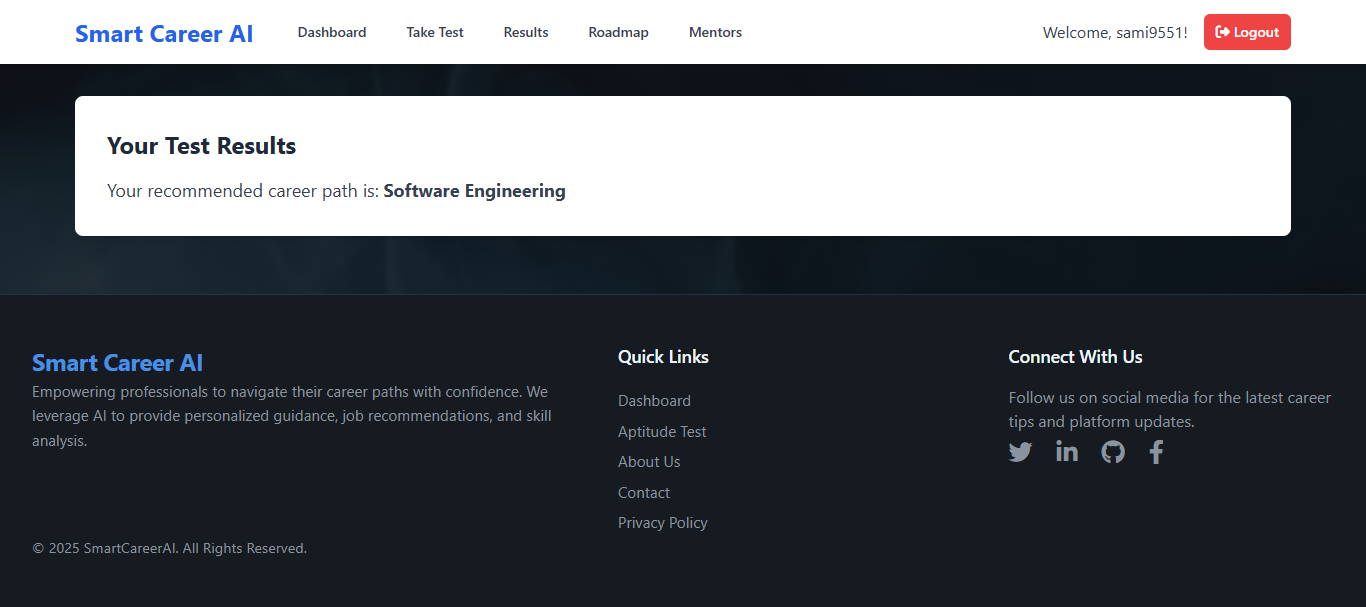 Smart Career AI
Dashboard
Take Test
Results
Roadmap
Mentors
Welcome, sami9551!
Logout
Your Test Results
Your recommended career path is: Software Engineering
Smart Career AI
Empowering professionals to navigate their career paths with confidence. We
leverage AI to provide personalized guidance, job recommendations, and skill
analysis.
© 2025 SmartCareerAI. All Rights Reserved.
Quick Links
Dashboard
Aptitude Test
About Us
Contact
Privacy Policy
Connect With Us
Follow us on social media for the latest career
tips and platform updates.